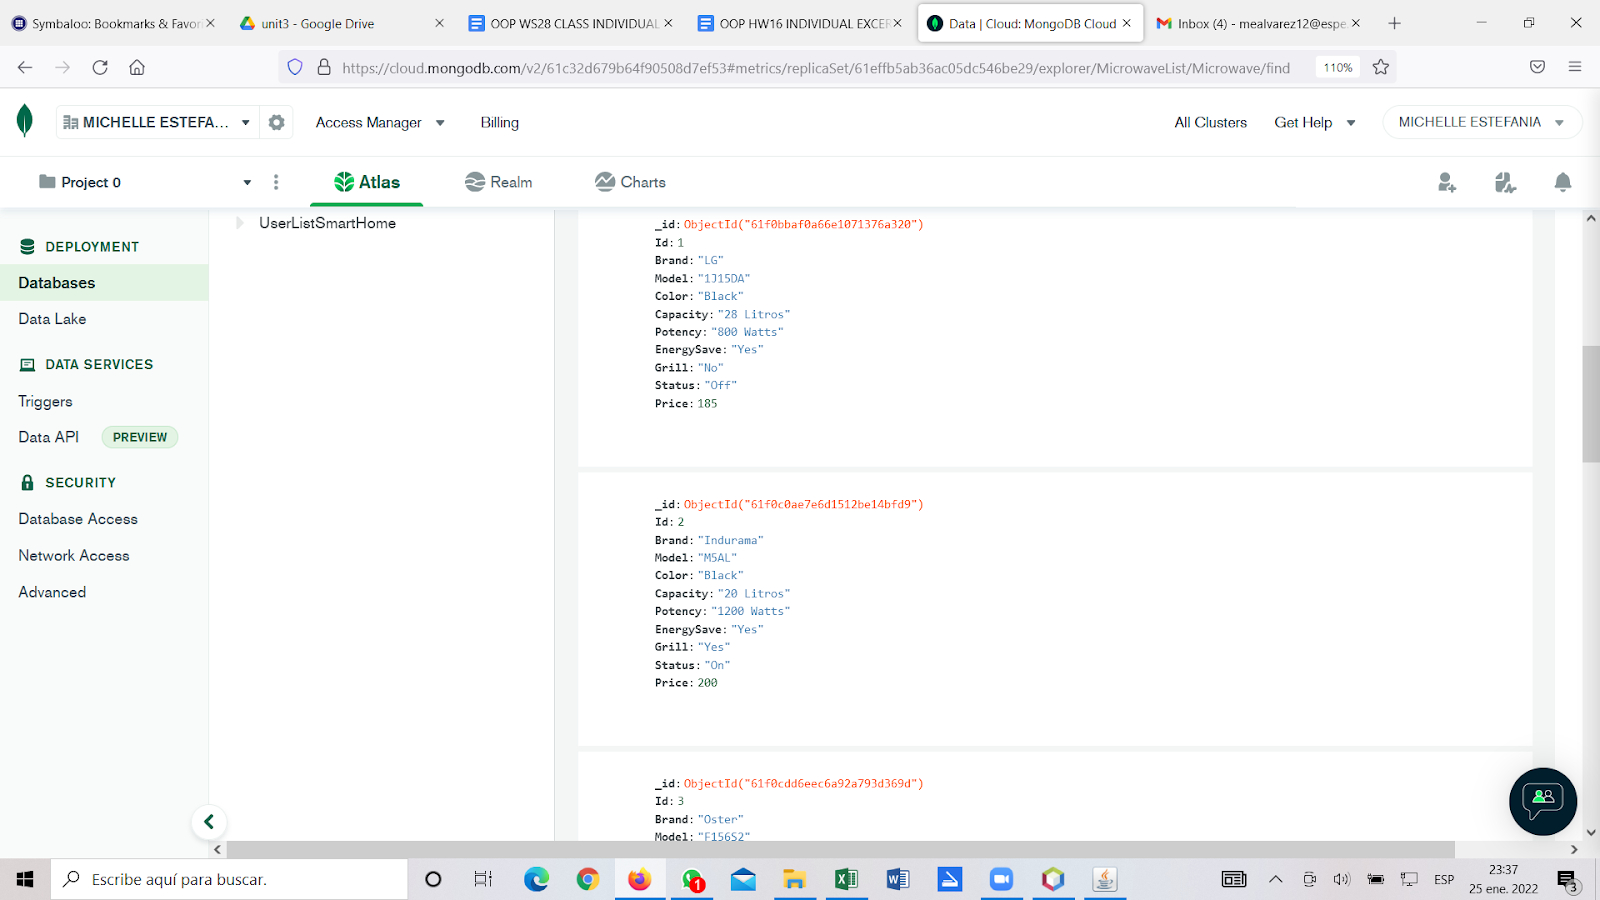 Symbaloo: Bookmarks & Favor
unit3 - Google Drive
OOP WS28 CLASS INDIVIDUAL
OOP HW16 INDIVIDUAL EXCER
Data | Cloud: MongoDB Cloud
Inbox (4) - mealvarez12@espe
https://cloud.mongodb.com/v2/61c32d679b64f90508d7ef53#metrics/replicaSet/61effb5ab36ac05dc546be29/explorer/MicrowaveList/Microwave/find
110%
MICHELLE ESTEFA...
Access Manager
Billing
All Clusters
Get Help
MICHELLE ESTEFANIA
Project 0
Atlas
Realm
Charts
DEPLOYMENT
Databases
Data Lake
DATA SERVICES
Triggers
Data API PREVIEW
SECURITY
Database Access
Network Access
Advanced
UserListSmartHome
_id: ObjectId("61f0bbaf0a66e1071376a320")
Id: 1
Brand: "LG"
Model: "1J15DA"
Color: "Black"
Capacity: "28 Litros"
Potency: "800 Watts"
EnergySave: "Yes"
Grill: "No"
Status: "Off"
Price: 185
_id: ObjectId("61f0c0ae7e6d1512be14bfd9")
Id: 2
Brand: "Indurama"
Model: "M5AL"
Color: "Black"
Capacity: "20 Litros"
Potency: "1200 Watts"
EnergySave: "Yes"
Grill: "Yes"
Status: "On"
Price: 200
_id: ObjectId("61f0cdd6eec6a92a793d369d")
Id: 3
Brand: "Oster"
Model: "F156S2"
Escribe aquí para buscar.
1
ESP
23:37
25 ene. 2022
3